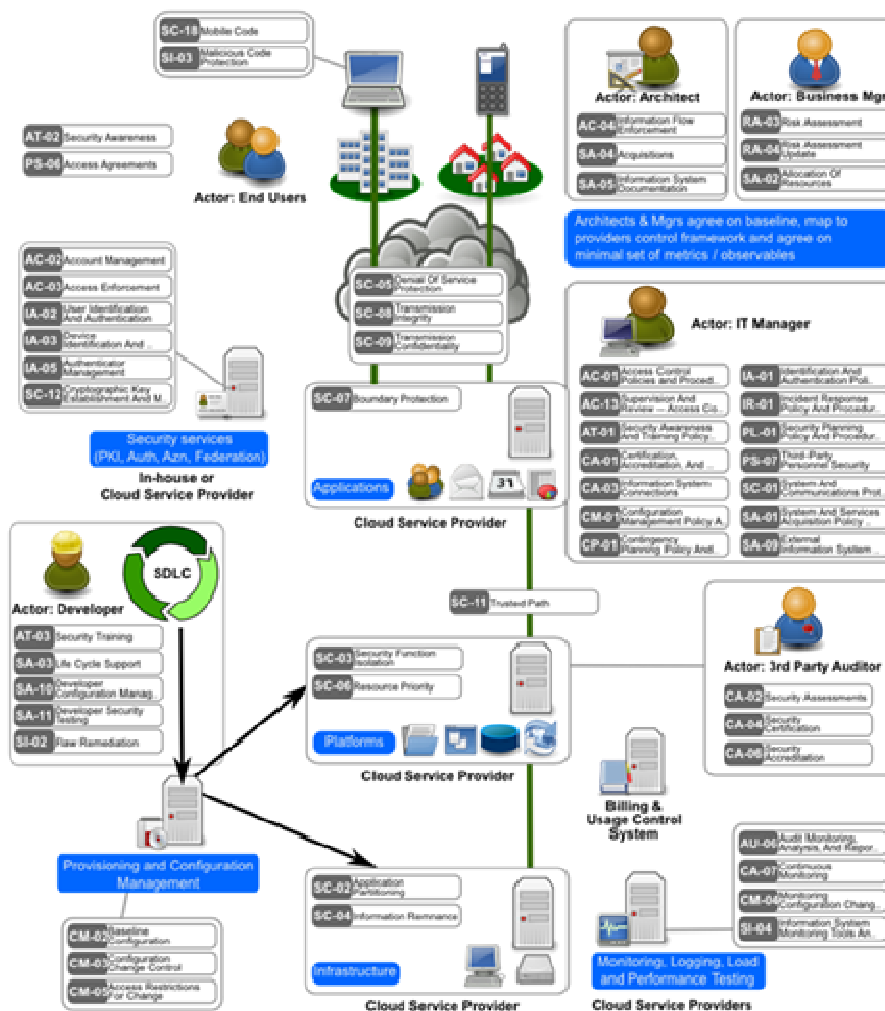 SC-18 Mobile Code
SI-03 Malicious Code
Protection
AT-02 Security Awareness
PS-06 Access Agreements
Actor: End Users
Actor: Architect
AC-04 Information Flow
Enforcement
SA-04 Acquisitions
SA-05 Information System
Documentation
Actor: Business Mgr
RA-03 Risk Assessment
RA-04 Risk Assessment
Update
SA-02 Allocation Of
Resources
Architects & Mgrs agree on baseline, map to
providers control framework and agree on
minimal set of metrics / observables
AC-02 Account Management
AC-03 Access Enforcement
IA-02 User Identification
And Authentication
IA-03 Device
Identification And ..
IA-05 Authenticator
Management
SC-12 Cryptographic Key
Establishment And M..
Security services
(PKI, Auth, Azn, Federation)
In-house or
Cloud Service Provider
SC-05 Denial Of Service
Protection
SC-08 Transmission
Integrity
SC-09 Transmission
Confidentiality
SC-07 Boundary Protection
Applications
31
Cloud Service Provider
Actor: IT Manager
AC-01 Access Control
Policies and Proced..
AC-13 Supervision And
Review — Access Co..
AT-01 Security Awareness
And Training Policy..
CA-01 Certification,
Accreditation, And ..
CA-03 Information System
Connections
CM-01 Configuration
Management Policy A..
CP-01 Contingency
Planning Policy And..
IA-01 Identification And
Authentication Poli..
IR-01 Incident Response
Policy And Procedur..
PL-01 Security Planning
Policy And Procedur..
PS-07 Third-Party
Personnel Security
SC-01 System And
Communications Prot..
SA-01 System And Services
Acquisition Policy ..
SA-09 External
Information System ..
SDLC
Actor: Developer
AT-03 Security Training
SA-03 Life Cycle Support
SA-10 Developer
Configuration Manag..
SA-11 Developer Security
Testing
SI-02 Flaw Remediation
SC-11 Trusted Path
SC-03 Security Function
Isolation
SC-06 Resource Priority
Platforms
Cloud Service Provider
Actor: 3rd Party Auditor
CA-02 Security Assessments
CA-04 Security
Certification
CA-06 Security
Accreditation
Billing &
Usage Control
System
Provisioning and Configuration
Management
CM-02 Baseline
Configuration
CM-03 Configuration
Change Control
CM-05 Access Restrictions
For Change
SC-02 Application
Partitioning
SC-04 Information Remnance
Infrastructure
Cloud Service Provider
AU-06 Audit Monitoring,
Analysis, And Repor..
CA-07 Continuous
Monitoring
CM-04 Monitoring
Configuration Chang..
SI-04 Information System
Monitoring Tools An..
Monitoring, Logging, Load
and Performance Testing
Cloud Service Providers